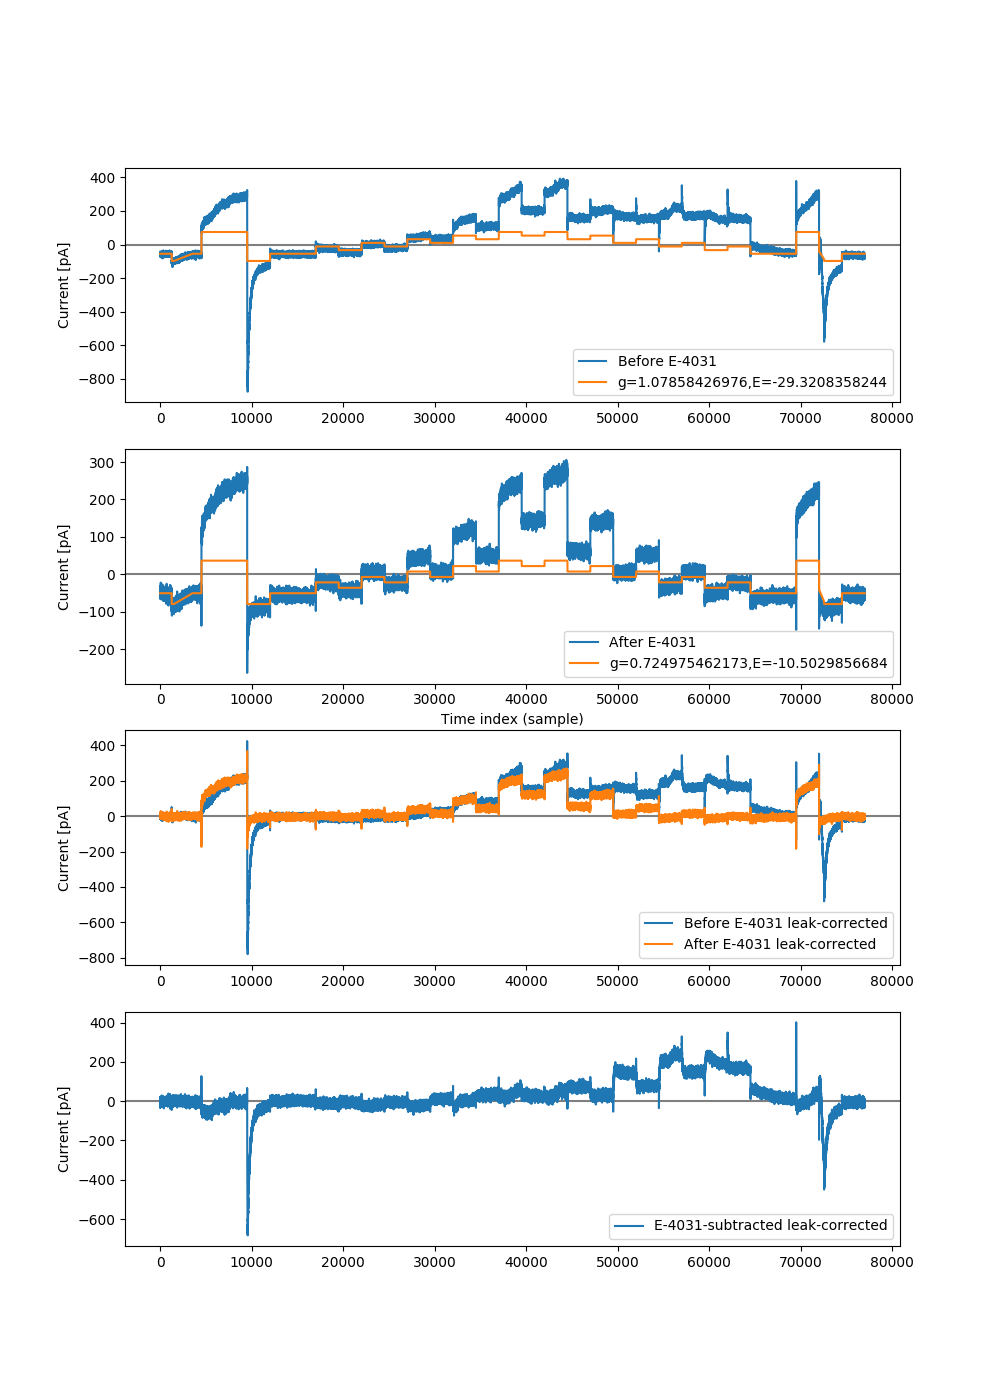 400
200
0
−200
−400
−600
−800
Current [pA]
Before E-4031
g=1.07858426976,E=-29.3208358244
0 10000 20000 30000 40000 50000 60000 70000 80000
300
200
100
0
−100
−200
Current [pA]
After E-4031
g=0.724975462173,E=-10.5029856684
0 10000 20000 30000 40000 50000 60000 70000 80000
Time index (sample)
400
200
0
−200
−400
−600
−800
Current [pA]
Before E-4031 leak-corrected
After E-4031 leak-corrected
0 10000 20000 30000 40000 50000 60000 70000 80000
400
200
0
−200
−400
−600
Current [pA]
E-4031-subtracted leak-corrected
0 10000 20000 30000 40000 50000 60000 70000 80000